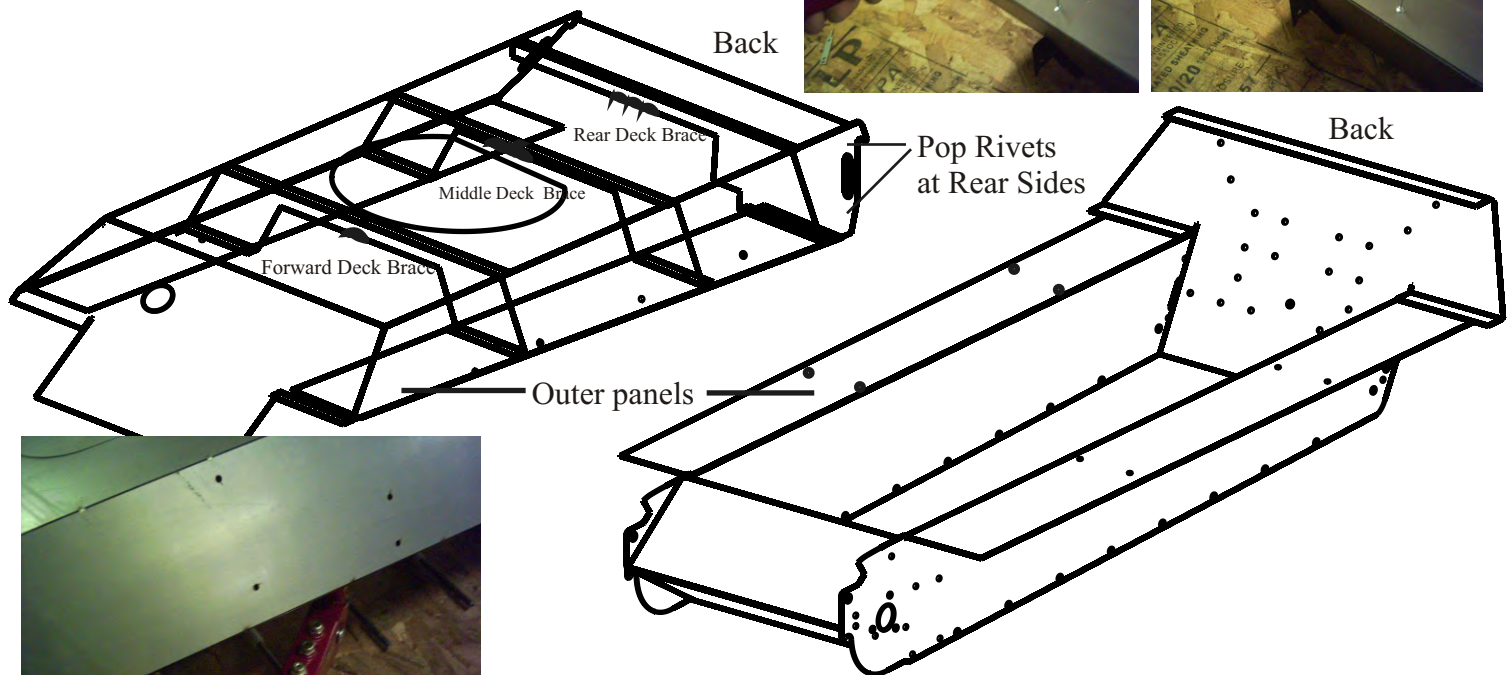 Back
Rear Deck Brace
Middle Deck Brace
Forward Deck Brace
Pop Rivets
at Rear Sides
Back
Outer panels